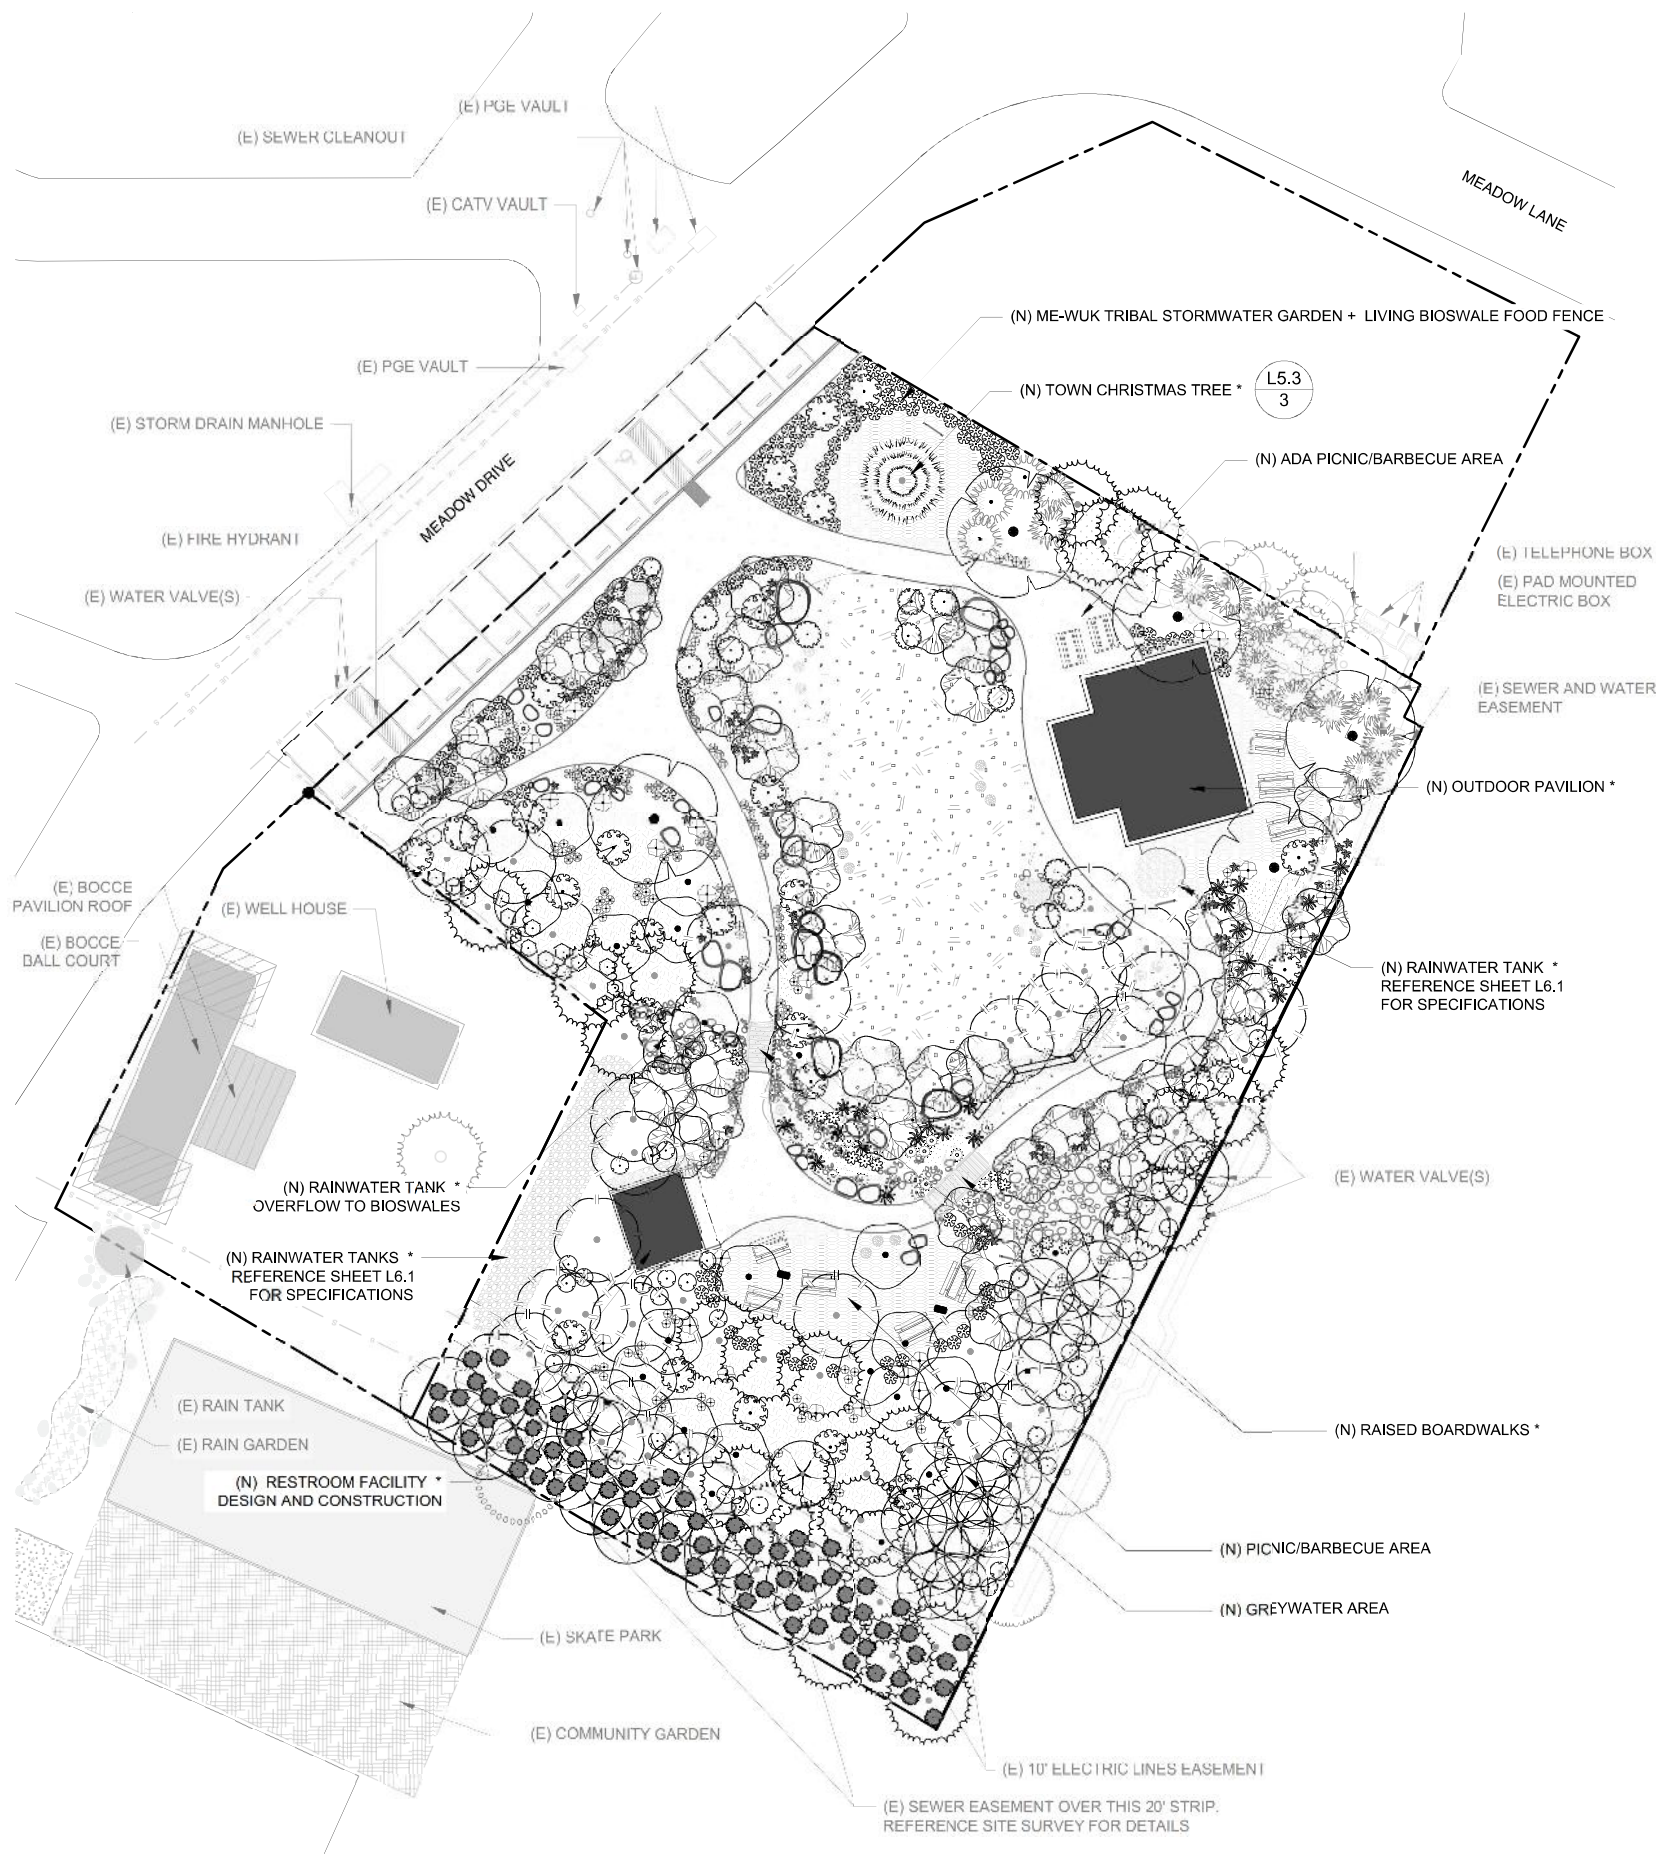 (E) PGE VAULT
(E) SEWER CLEANOUT
(E) CATV VAULT
MEADOW LANE
(N) ME-WUK TRIBAL STORMWATER GARDEN + LIVING BIOSWALE FOOD FENCE
(E) PGE VAULT
(N) TOWN CHRISTMAS TREE *
L5.3
3
(E) STORM DRAIN MANHOLE
(N) ADA PICNIC/BARBECUE AREA
MEADOW DRIVE
(E) FIRE HYDRANT
(E) TELEPHONE BOX
(E) PAD MOUNTED
ELECTRIC BOX
(E) WATER VALVE(S)
(E) SEWER AND WATER
EASEMENT
(N) OUTDOOR PAVILION *
(E) BOCCE
PAVILION ROOF
(E) WELL HOUSE
(E) BOCCE
BALL COURT
(N) RAINWATER TANK *
REFERENCE SHEET L6.1
FOR SPECIFICATIONS
(E) WATER VALVE(S)
(N) RAINWATER TANK *
OVERFLOW TO BIOSWALES
(N) RAINWATER TANKS *
REFERENCE SHEET L6.1
FOR SPECIFICATIONS
(E) RAIN TANK
(N) RAISED BOARDWALKS *
(E) RAIN GARDEN
(N) RESTROOM FACILITY *
DESIGN AND CONSTRUCTION
(N) PICNIC/BARBECUE AREA
(N) GREYWATER AREA
(E) SKATE PARK
(E) COMMUNITY GARDEN
(E) 10' ELECTRIC LINES EASEMENT
(E) SEWER EASEMENT OVER THIS 20' STRIP.
REFERENCE SITE SURVEY FOR DETAILS